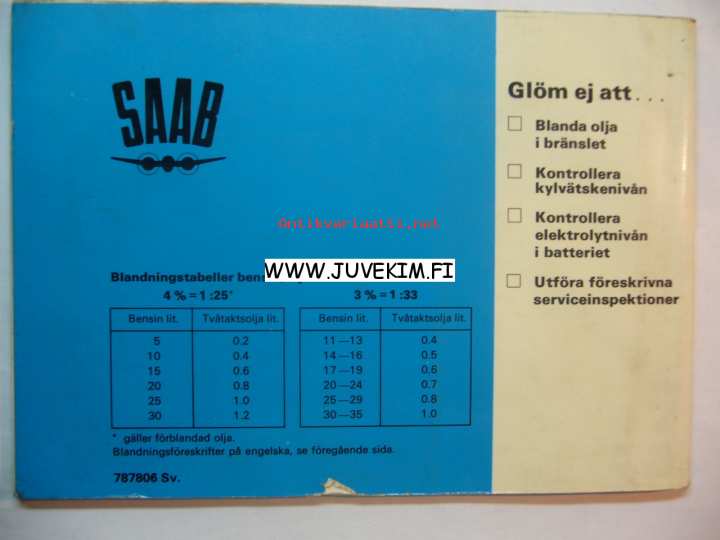 SAAB
Glöm ej att...
Blanda olja
i bränslet
Kontrollera
kylvätskenivån
Kontrollera
elektrolytnivån
i batteriet
Utföra föreskrivna
serviceinspektioner
Antikvariaatti.net
WWW.JUVEKIM.FI
Blandningstabeller
4 % = 1 :25*
3 % = 1 :33
Bensin lit. Tvåtaktsolja lit.
5 0.2
10 0.4
15 0.6
20 0.8
25 1.0
30 1.2
Bensin lit. Tvåtaktsolja lit.
11—13 0.4
14—16 0.5
17—19 0.6
20—24 0.7
25—29 0.8
30—35 1.0
* gäller förblandad olja.
Blandningsföreskrifter på engelska, se föregående sida.
787806 Sv.